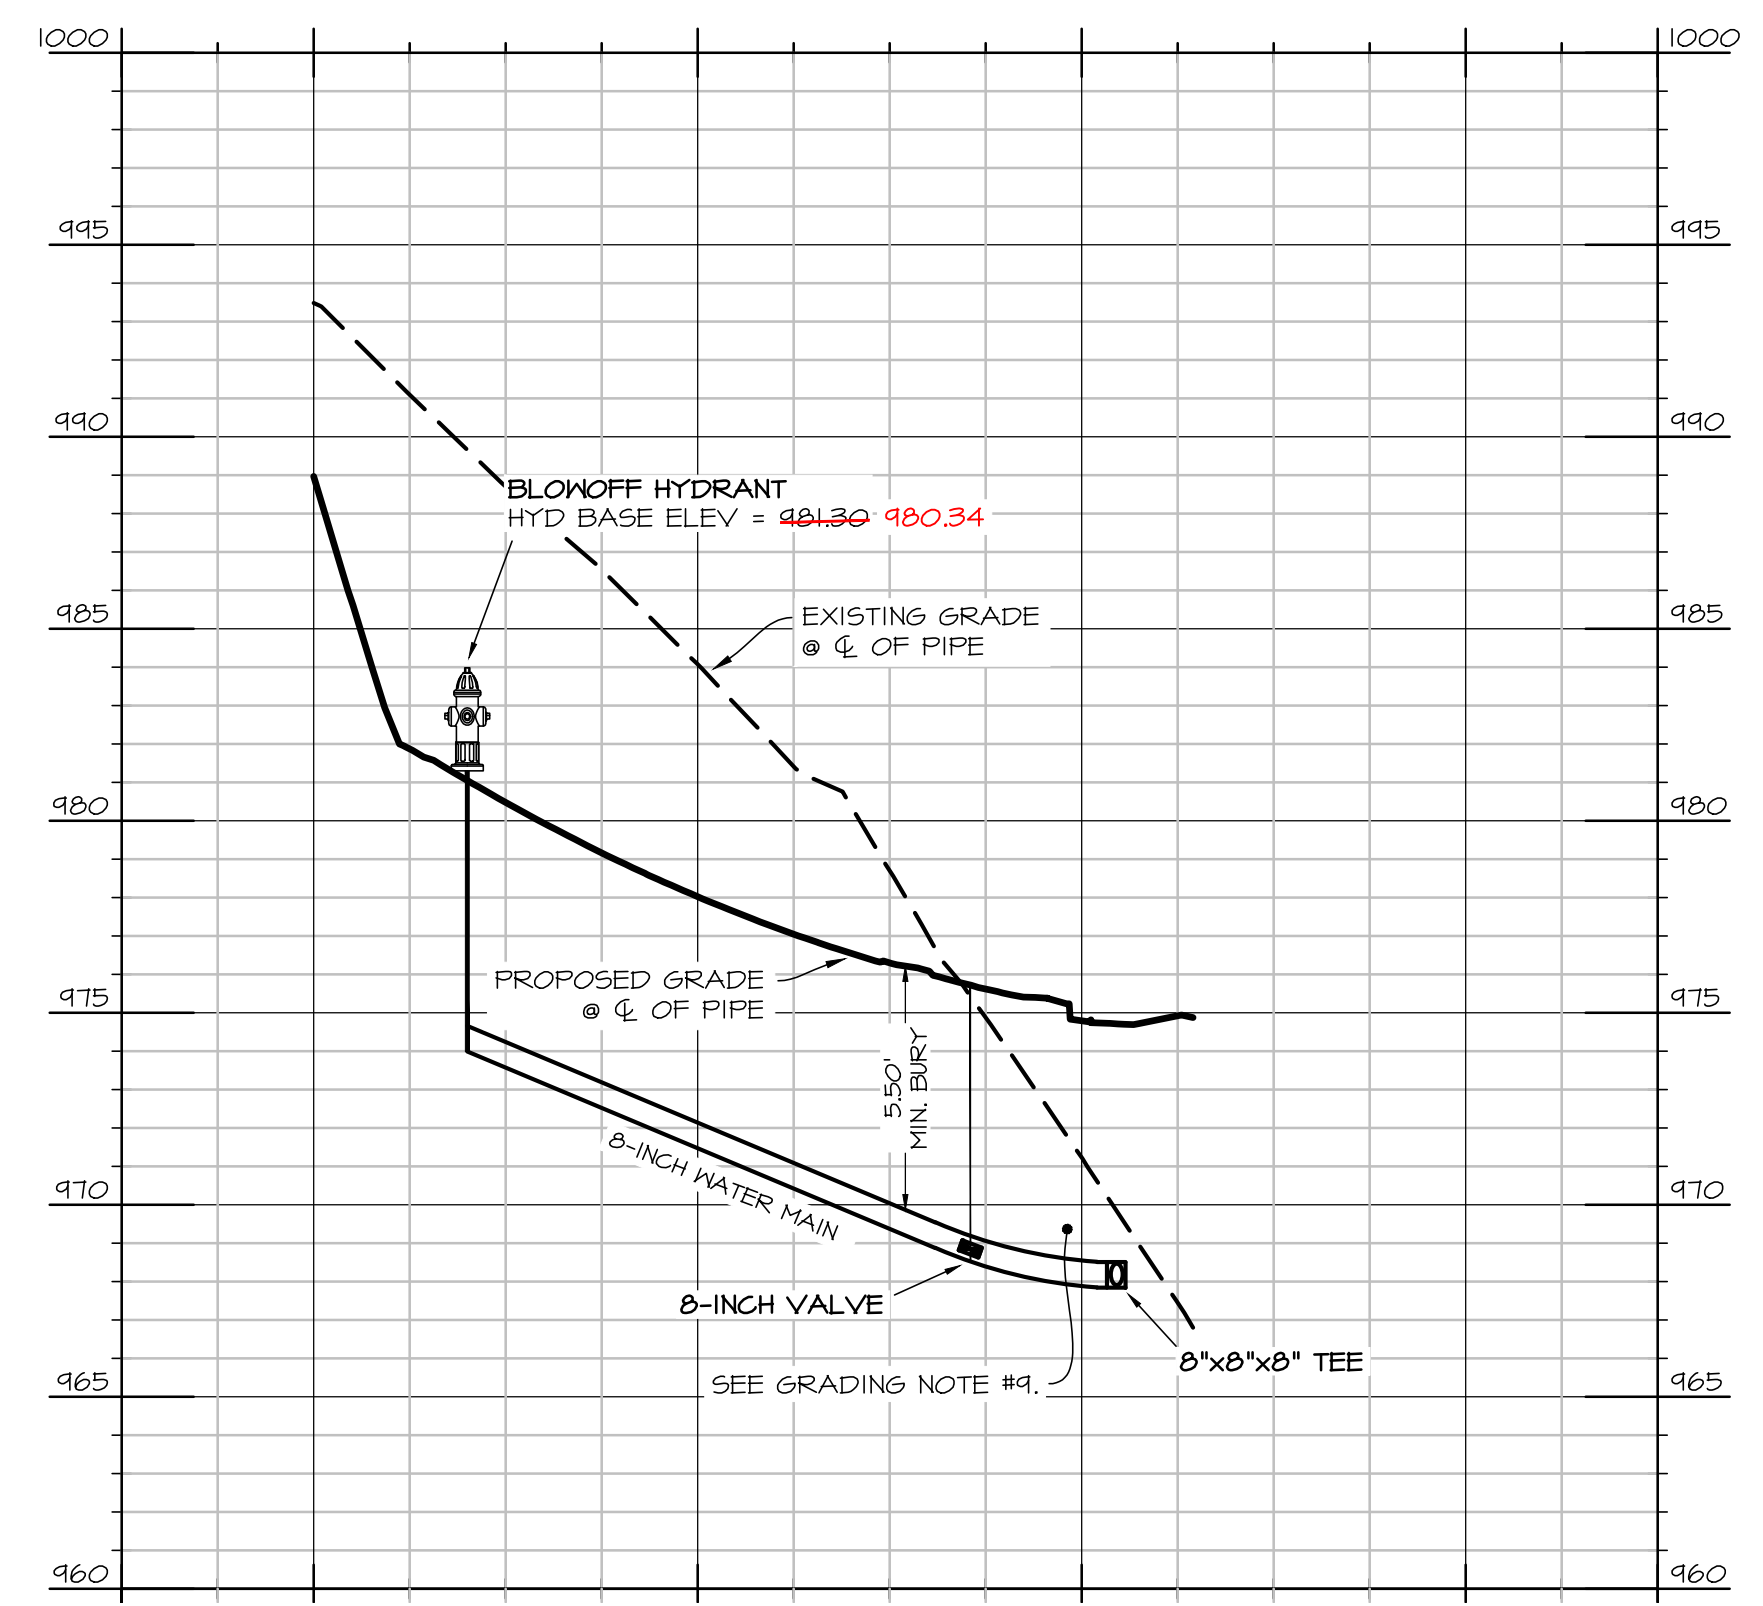 1000 1000
995 995
990 990
BLOWOFF HYDRANT
HYD BASE ELEV = 981.30 980.34
985 985
EXISTING GRADE
@ ℄ OF PIPE
980 980
PROPOSED GRADE
@ ℄ OF PIPE
975 975
5.50'
MIN. BURY
8-INCH WATER MAIN
970 970
8-INCH VALVE
8"x8"x8" TEE
SEE GRADING NOTE #9.
965 965
960 960